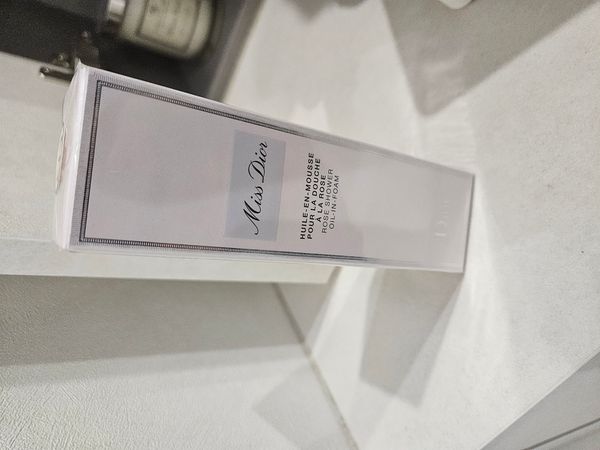 Miss Dior
HUILE-EN-MOUSSE
POUR LA DOUCHE
À LA ROSE
ROSE SHOWER
OIL-IN-FOAM